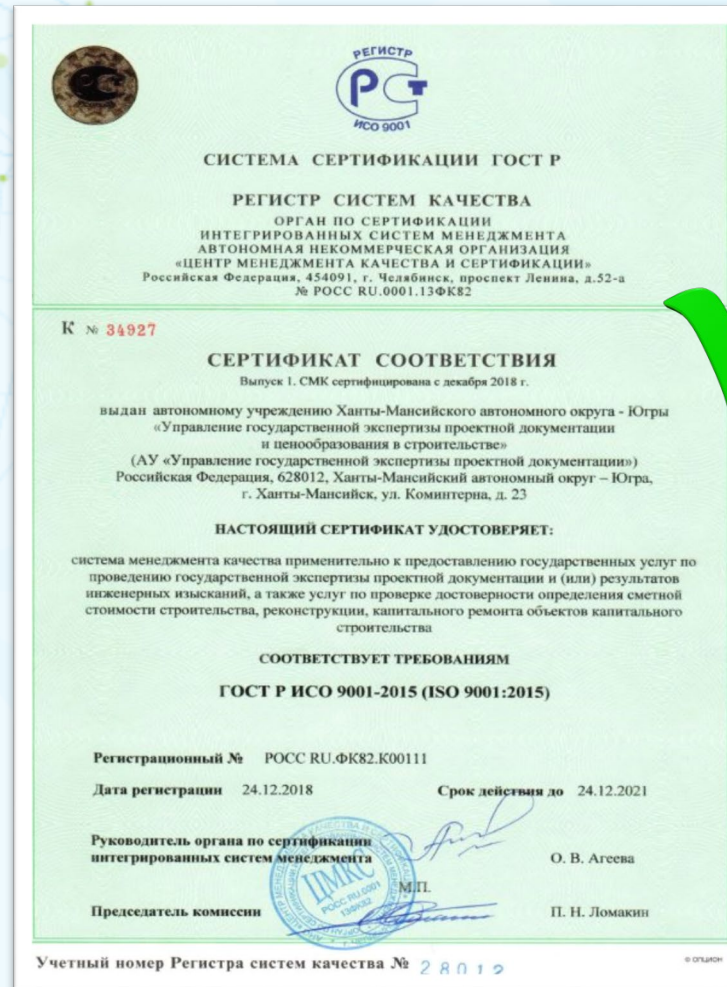 РЕГИСТР
РСТ
ИСО 9001
СИСТЕМА СЕРТИФИКАЦИИ ГОСТ Р
РЕГИСТР СИСТЕМ КАЧЕСТВА
ОРГАН ПО СЕРТИФИКАЦИИ
ИНТЕГРИРОВАННЫХ СИСТЕМ МЕНЕДЖМЕНТА
АВТОНОМНАЯ НЕКОММЕРЧЕСКАЯ ОРГАНИЗАЦИЯ
«ЦЕНТР МЕНЕДЖМЕНТА КАЧЕСТВА И СЕРТИФИКАЦИИ»
Российская Федерация, 454091, г. Челябинск, проспект Ленина, д.52-а
№ РОСС RU.0001.13ФК82
К № 34927
СЕРТИФИКАТ СООТВЕТСТВИЯ
Выпуск 1. СМК сертифицирована с декабря 2018 г.
выдан автономному учреждению Ханты-Мансийского автономного округа - Югры
«Управление государственной экспертизы проектной документации
и ценообразования в строительстве»
(АУ «Управление государственной экспертизы проектной документации»)
Российская Федерация, 628012, Ханты-Мансийский автономный округ – Югра,
г. Ханты-Мансийск, ул. Коминтерна, д. 23
НАСТОЯЩИЙ СЕРТИФИКАТ УДОСТОВЕРЯЕТ:
система менеджмента качества применительно к предоставлению государственных услуг по
проведению государственной экспертизы проектной документации и (или) результатов
инженерных изысканий, а также услуг по проверке достоверности определения сметной
стоимости строительства, реконструкции, капитального ремонта объектов капитального
строительства
СООТВЕТСТВУЕТ ТРЕБОВАНИЯМ
ГОСТ Р ИСО 9001-2015 (ISO 9001:2015)
Регистрационный № РОСС RU.ФК82.К00111
Дата регистрации 24.12.2018 Срок действия до 24.12.2021
Руководитель органа по сертификации
интегрированных систем менеджмента О. В. Агеева
М.П.
Председатель комиссии П. Н. Ломакин
ЦМКС
РОСС RU.0001
13ФК82
Учетный номер Регистра систем качества № 28012
© ОПЦИОН